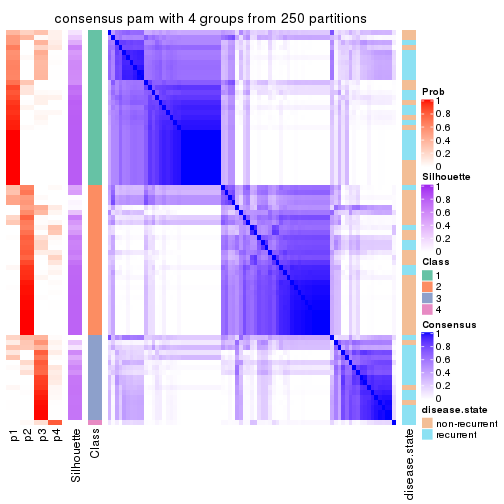 consensus pam with 4 groups from 250 partitions
Prob
1
0.8
0.6
0.4
0.2
0
Silhouette
1
0.8
0.6
0.4
0.2
0
Class
1
2
3
4
Consensus
1
0.8
0.6
0.4
0.2
0
disease.state
non-recurrent
recurrent
p1
p2
p3
p4
Silhouette
Class
disease.state